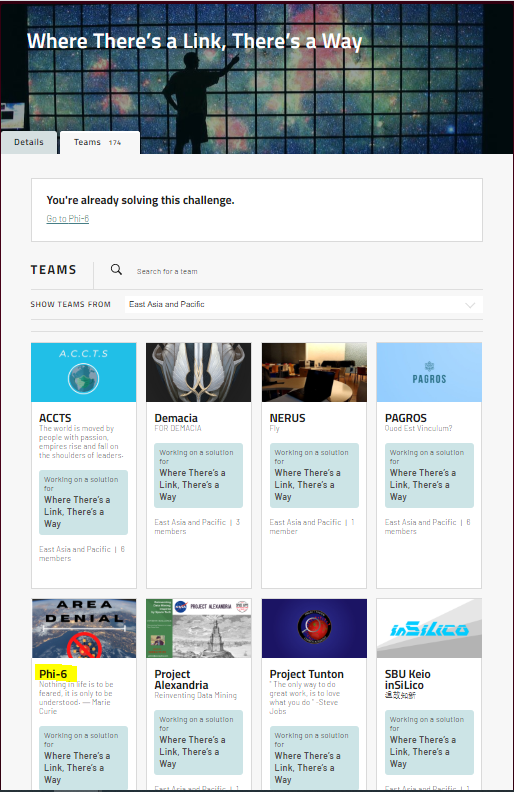 Where There's a Link, There's a Way
Details
Teams 174
You're already solving this challenge.
Go to Phi-6
TEAMS
Search for a team
SHOW TEAMS FROM
East Asia and Pacific
A.C.C.T.S
ACCTS
The world is moved by
people with passion,
empires rise and fall on
the shoulders of leaders.
Working on a solution
for
Where There's a
Link, There's a
Way
East Asia and Pacific | 6
members
Demacia
FOR DEMACIA
Working on a solution
for
Where There's a
Link, There's a
Way
East Asia and Pacific | 3
members
NERUS
Fly
Working on a solution
for
Where There's a
Link, There's a
Way
East Asia and Pacific | 1
member
PAGROS
PAGROS
Quod Est Vinculum?
Working on a solution
for
Where There's a
Link, There's a
Way
East Asia and Pacific | 6
members
AREA
DENIAL
Phi-6
Nothing in life is to be
feared, it is only to be
understood. — Marie
Curie
Working on a solution
for
Where There's a
Link, There's a
Way
PROJECT ALEXANDRIA
Project
Alexandria
Reinventing Data Mining
Working on a solution
for
Where There's a
Link, There's a
Way
East Asia and Pacific | 1
Project Tunton
" The only way to do
great work, is to love
what you do " -Steve
Jobs
Working on a solution
for
Where There's a
Link, There's a
Way
inSilico
SBU Keio
inSiLico
温故知新
Working on a solution
for
Where There's a
Link, There's a
Way